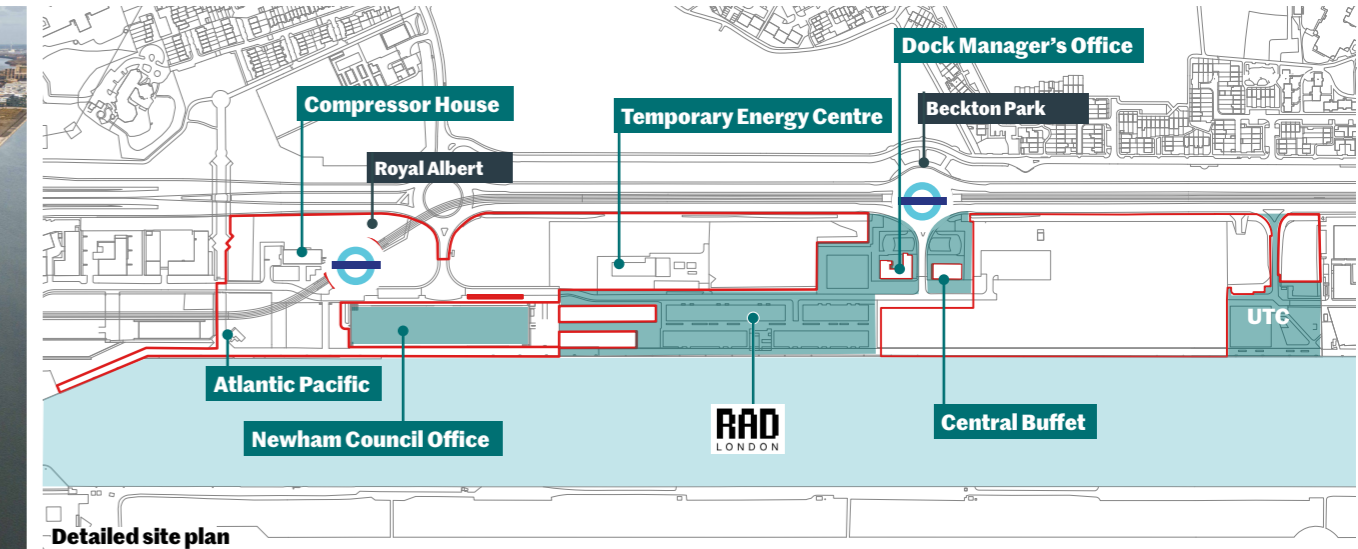 Dock Manager's Office
Compressor House
Temporary Energy Centre
Beckton Park
Royal Albert
UTC
Atlantic Pacific
Newham Council Office
RAD
LONDON
Central Buffet
Detailed site plan